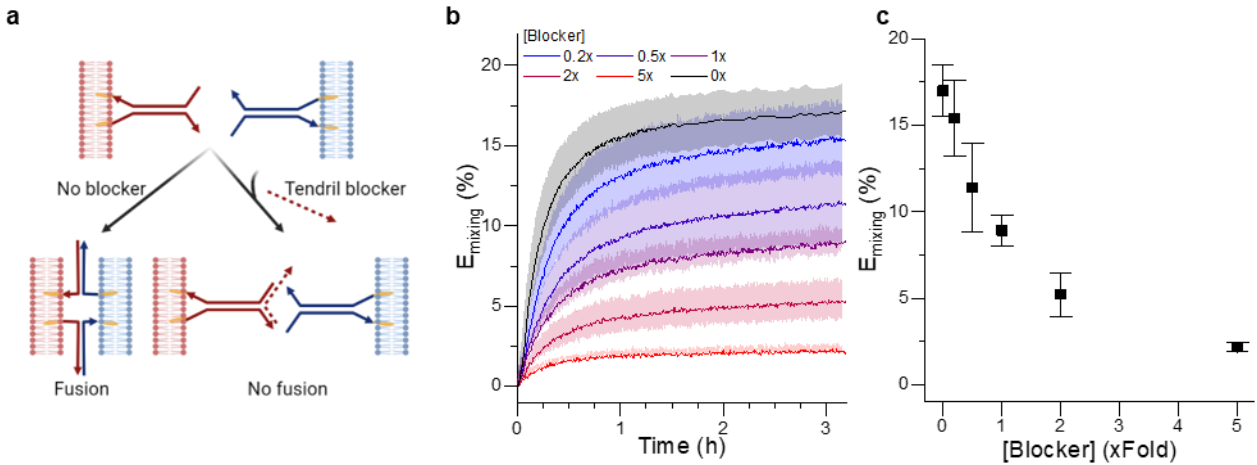 a
No blocker
Tendril blocker
Fusion
No fusion
b
[Blocker]
0.2x 0.5x 1x
2x 5x 0x
20
15
10
5
0
E_mixing (%)
0 1 2 3
Time (h)
c
20
15
10
5
0
E_mixing (%)
0 1 2 3 4 5
[Blocker] (xFold)